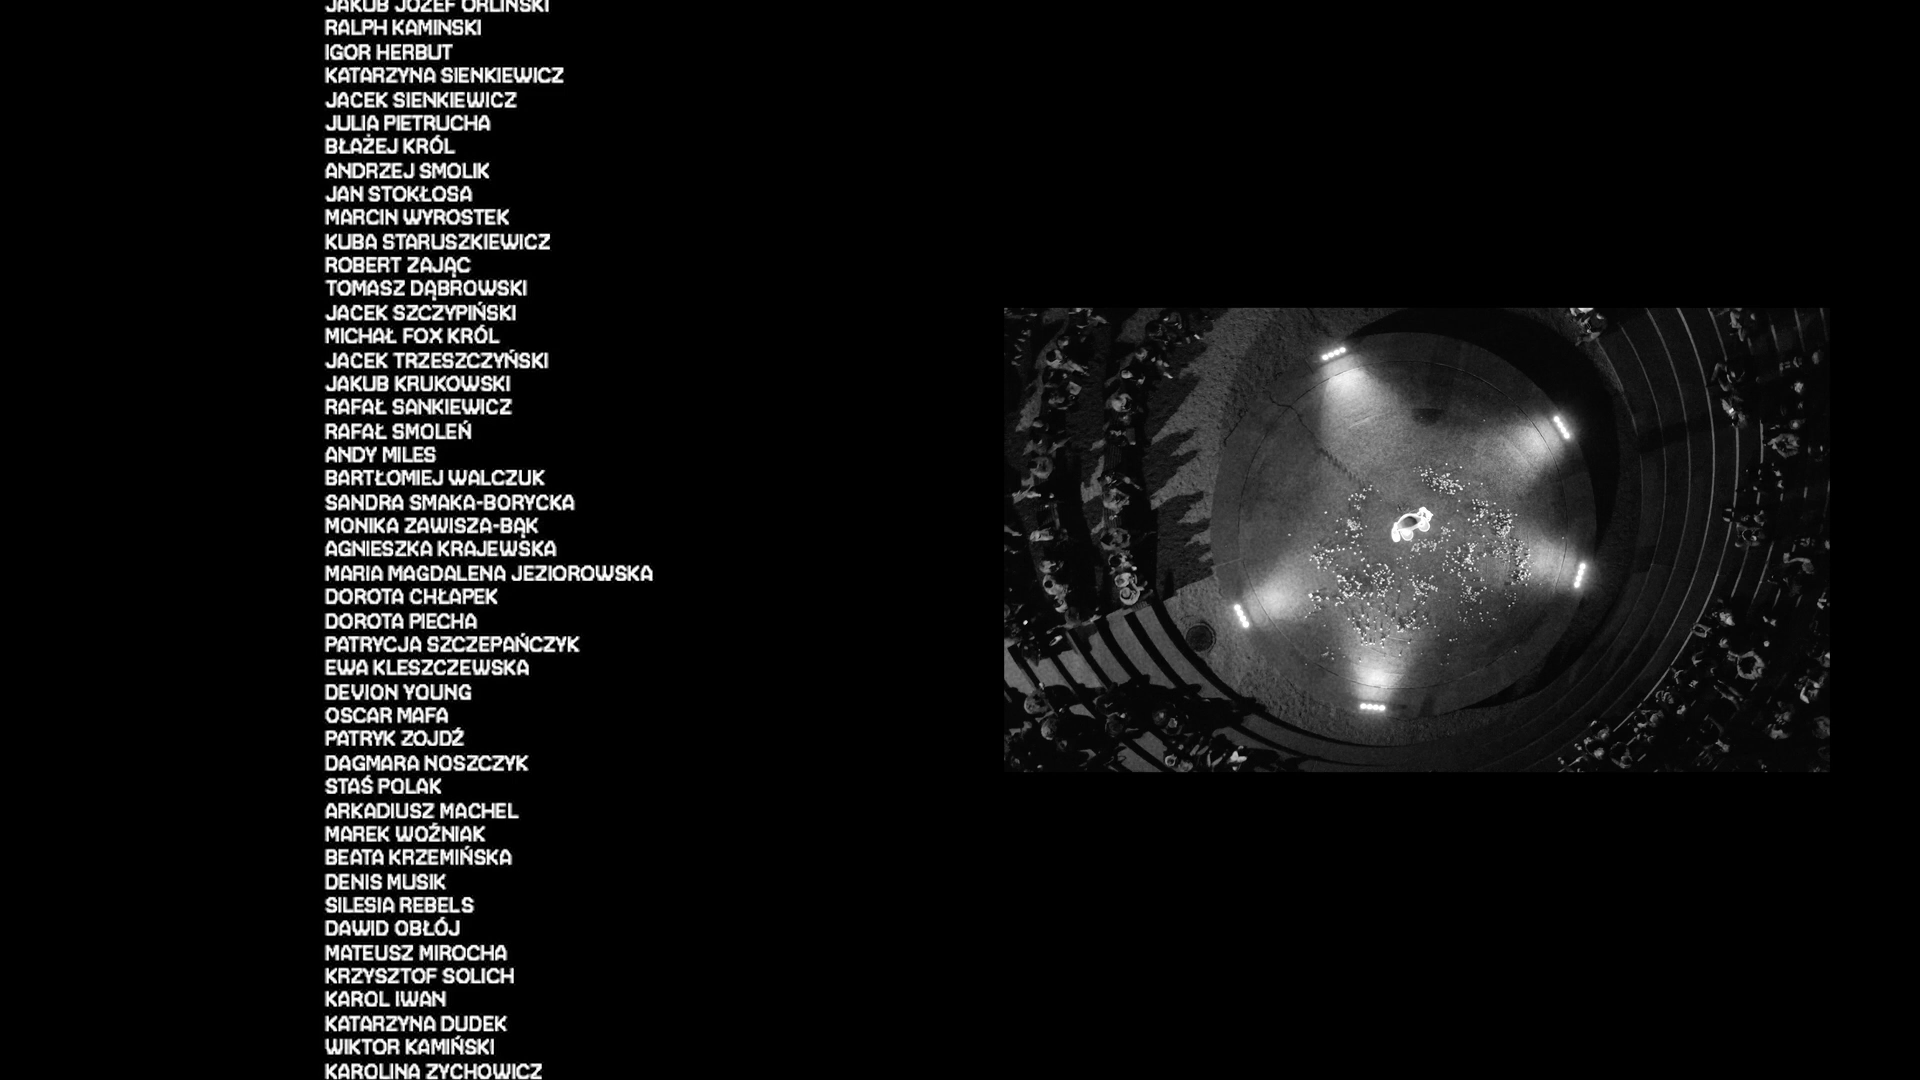 JAKUB JÓZEF ORLIŃSKI
RALPH KAMINSKI
IGOR HERBUT
KATARZYNA SIENKIEWICZ
JACEK SIENKIEWICZ
JULIA PIETRUCHA
BŁAŻEJ KRÓL
ANDRZEJ SMOLIK
JAN STOKŁOSA
MARCIN WYROSTEK
KUBA STARUSZKIEWICZ
ROBERT ZAJĄC
TOMASZ DĄBROWSKI
JACEK SZCZYPIŃSKI
MICHAŁ FOX KRÓL
JACEK TRZESZCZYŃSKI
JAKUB KRUKOWSKI
RAFAŁ SANKIEWICZ
RAFAŁ SMOLEŃ
ANDY MILES
BARTŁOMIEJ WALCZUK
SANDRA SMAKA-BORYCKA
MONIKA ZAWISZA-BĄK
AGNIESZKA KRAJEWSKA
MARIA MAGDALENA JEZIOROWSKA
DOROTA CHŁAPEK
DOROTA PIECHA
PATRYCJA SZCZEPAŃCZYK
EWA KLESZCZEWSKA
DEVION YOUNG
OSCAR MAFA
PATRYK ZOJDŹ
DAGMARA NOSZCZYK
STAŚ POLAK
ARKADIUSZ MACHEL
MAREK WOŹNIAK
BEATA KRZEMIŃSKA
DENIS MUSIK
SILESIA REBELS
DAWID OBŁÓJ
MATEUSZ MIROCHA
KRZYSZTOF SOLICH
KAROL IWAN
KATARZYNA DUDEK
WIKTOR KAMIŃSKI
KAROLINA ZYCHOWICZ